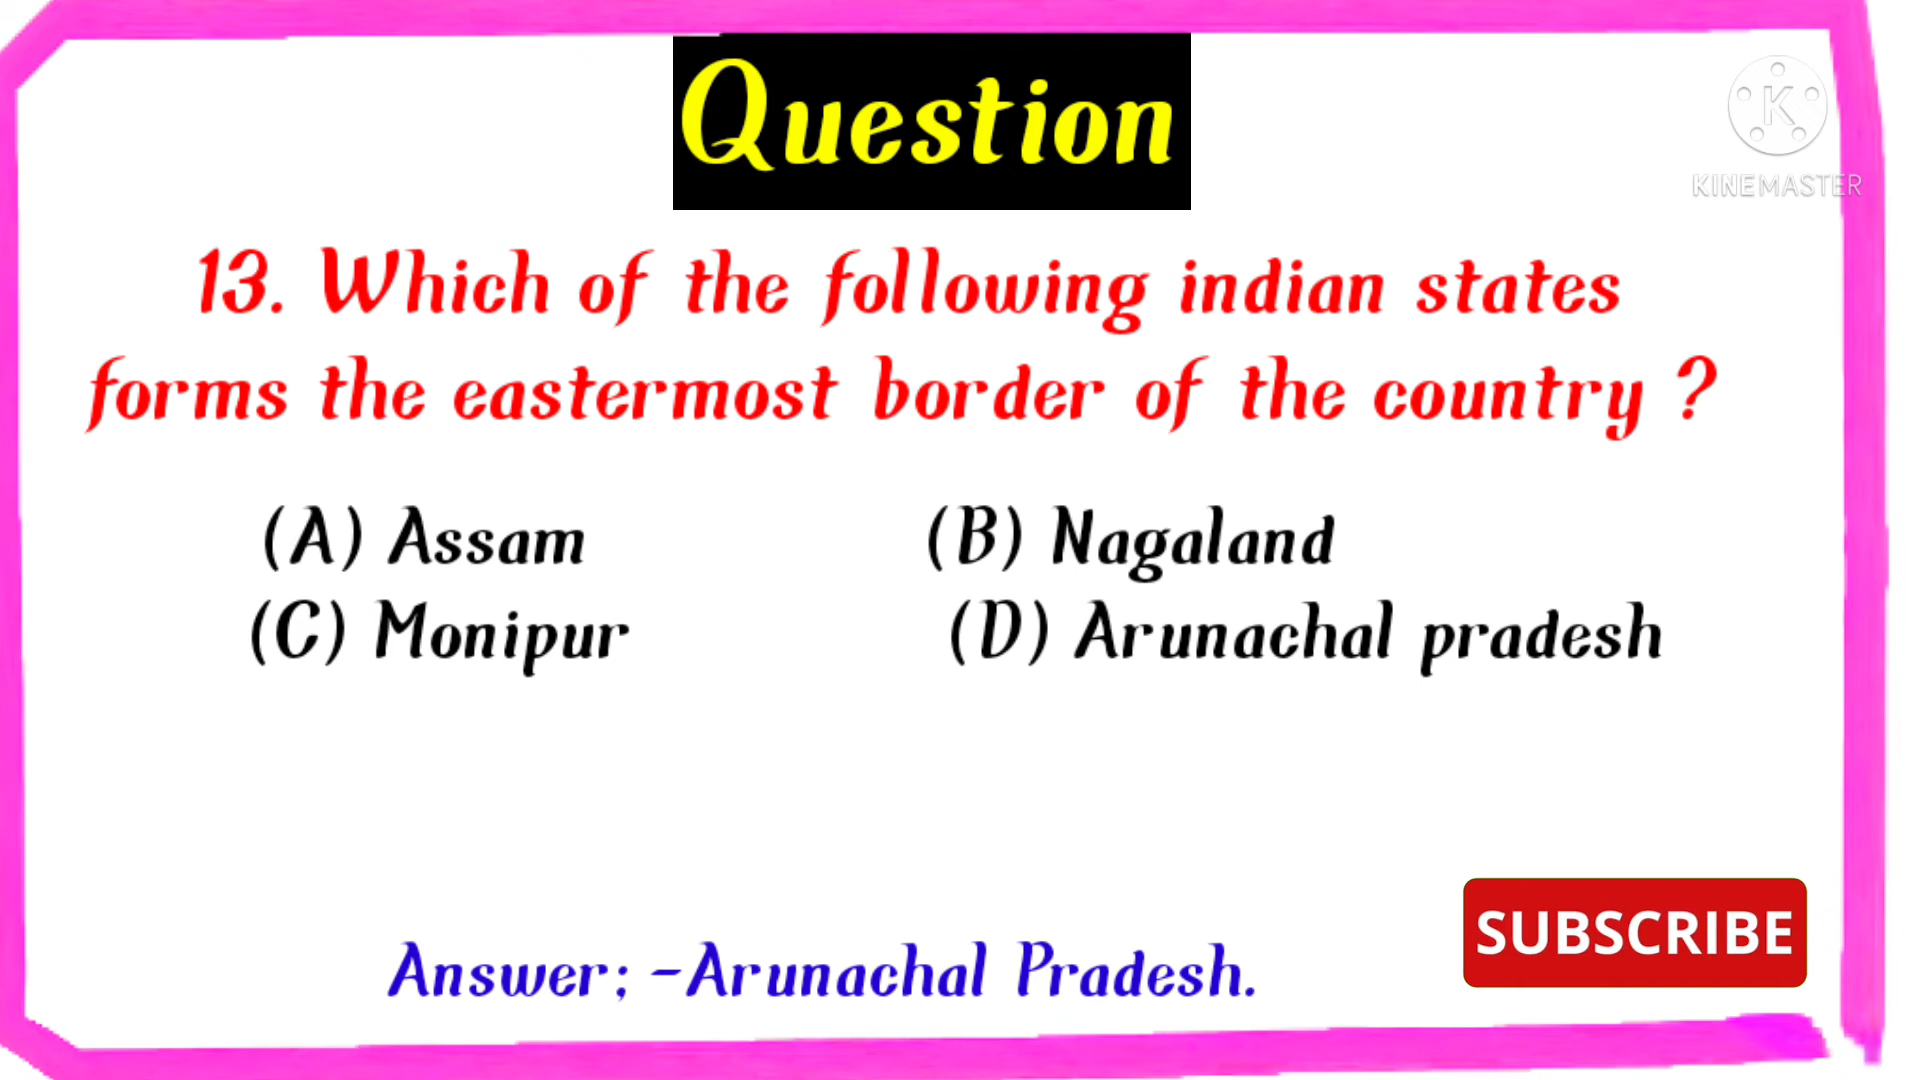 Question
KINEMASTER
13. Which of the following indian states
forms the eastermost border of the country ?
(A) Assam (B) Nagaland
(C) Monipur (D) Arunachal pradesh
SUBSCRIBE
Answer; -Arunachal Pradesh.